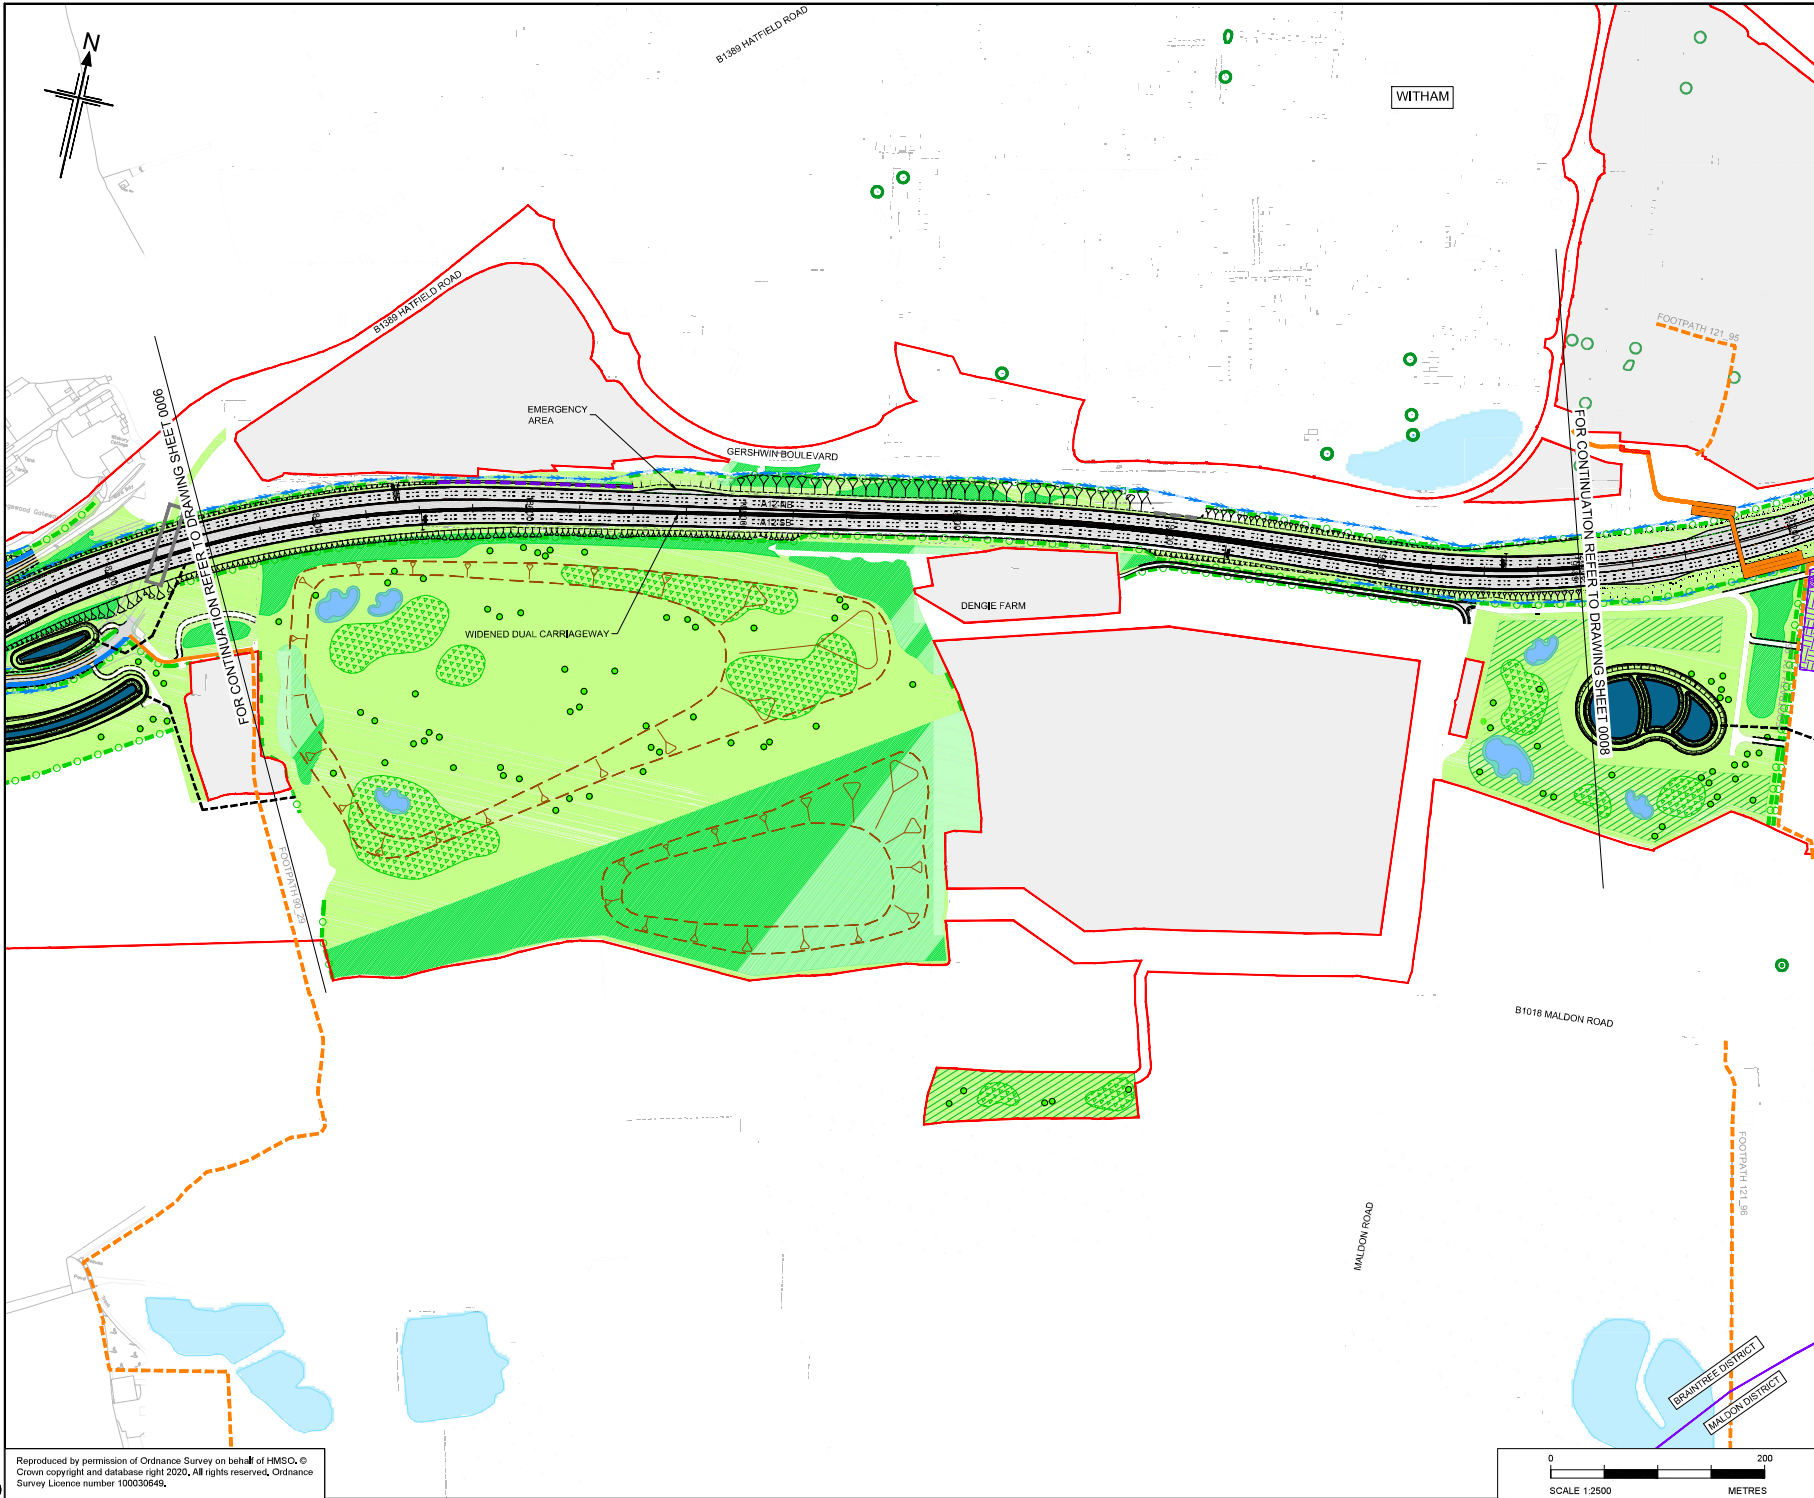 N
B1389 HATFIELD ROAD
WITHAM
B1389 HATFIELD ROAD
FOOTPATH 121_95
FOR CONTINUATION REFER TO DRAWING SHEET 0006
EMERGENCY
AREA
GERSHWIN BOULEVARD
A12 NB
A12 SB
FOR CONTINUATION REFER TO DRAWING SHEET 0008
DENGIE FARM
WIDENED DUAL CARRIAGEWAY
FOOTPATH 90_29
B1018 MALDON ROAD
FOOTPATH 121_96
MALDON ROAD
BRAINTREE DISTRICT
MALDON DISTRICT
Reproduced by permission of Ordnance Survey on behalf of HMSO. ©
Crown copyright and database right 2020. All rights reserved. Ordnance
Survey Licence number 100030649.
0 200
SCALE 1:2500 METRES